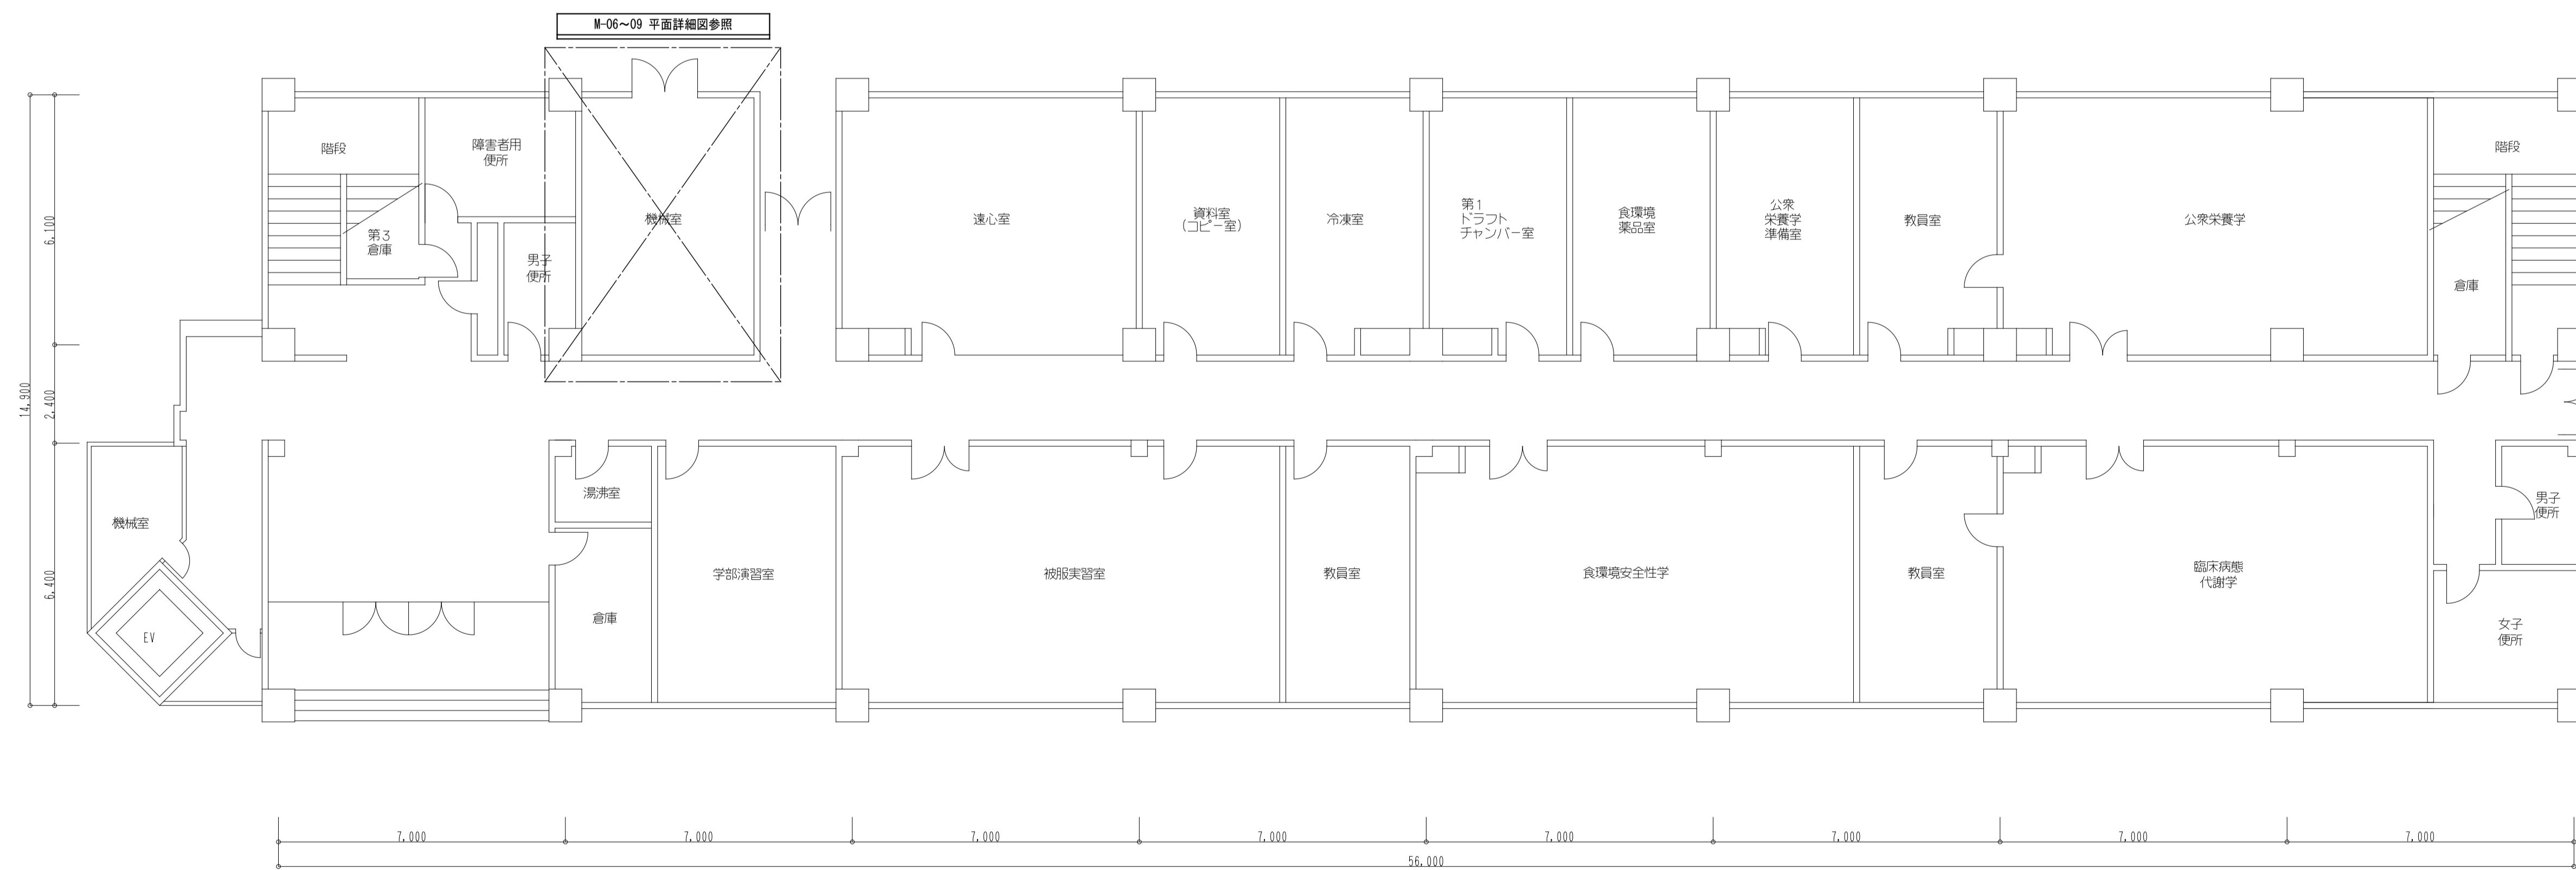 M-06～09 平面詳細図参照
階段
障害者用
便所
第３
倉庫
男子
便所
機械室
遠心室
資料室
(コピー室)
冷凍室
第１
ドラフト
チャンバー室
食環境
薬品室
公衆
栄養学
準備室
教員室
公衆栄養学
階段
倉庫
14,900
6,100
2,400
6,400
機械室
EV
湯沸室
倉庫
学部演習室
被服実習室
教員室
食環境安全性学
教員室
臨床病態
代謝学
男子
便所
女子
便所
7,000
7,000
7,000
7,000
7,000
7,000
7,000
7,000
56,000